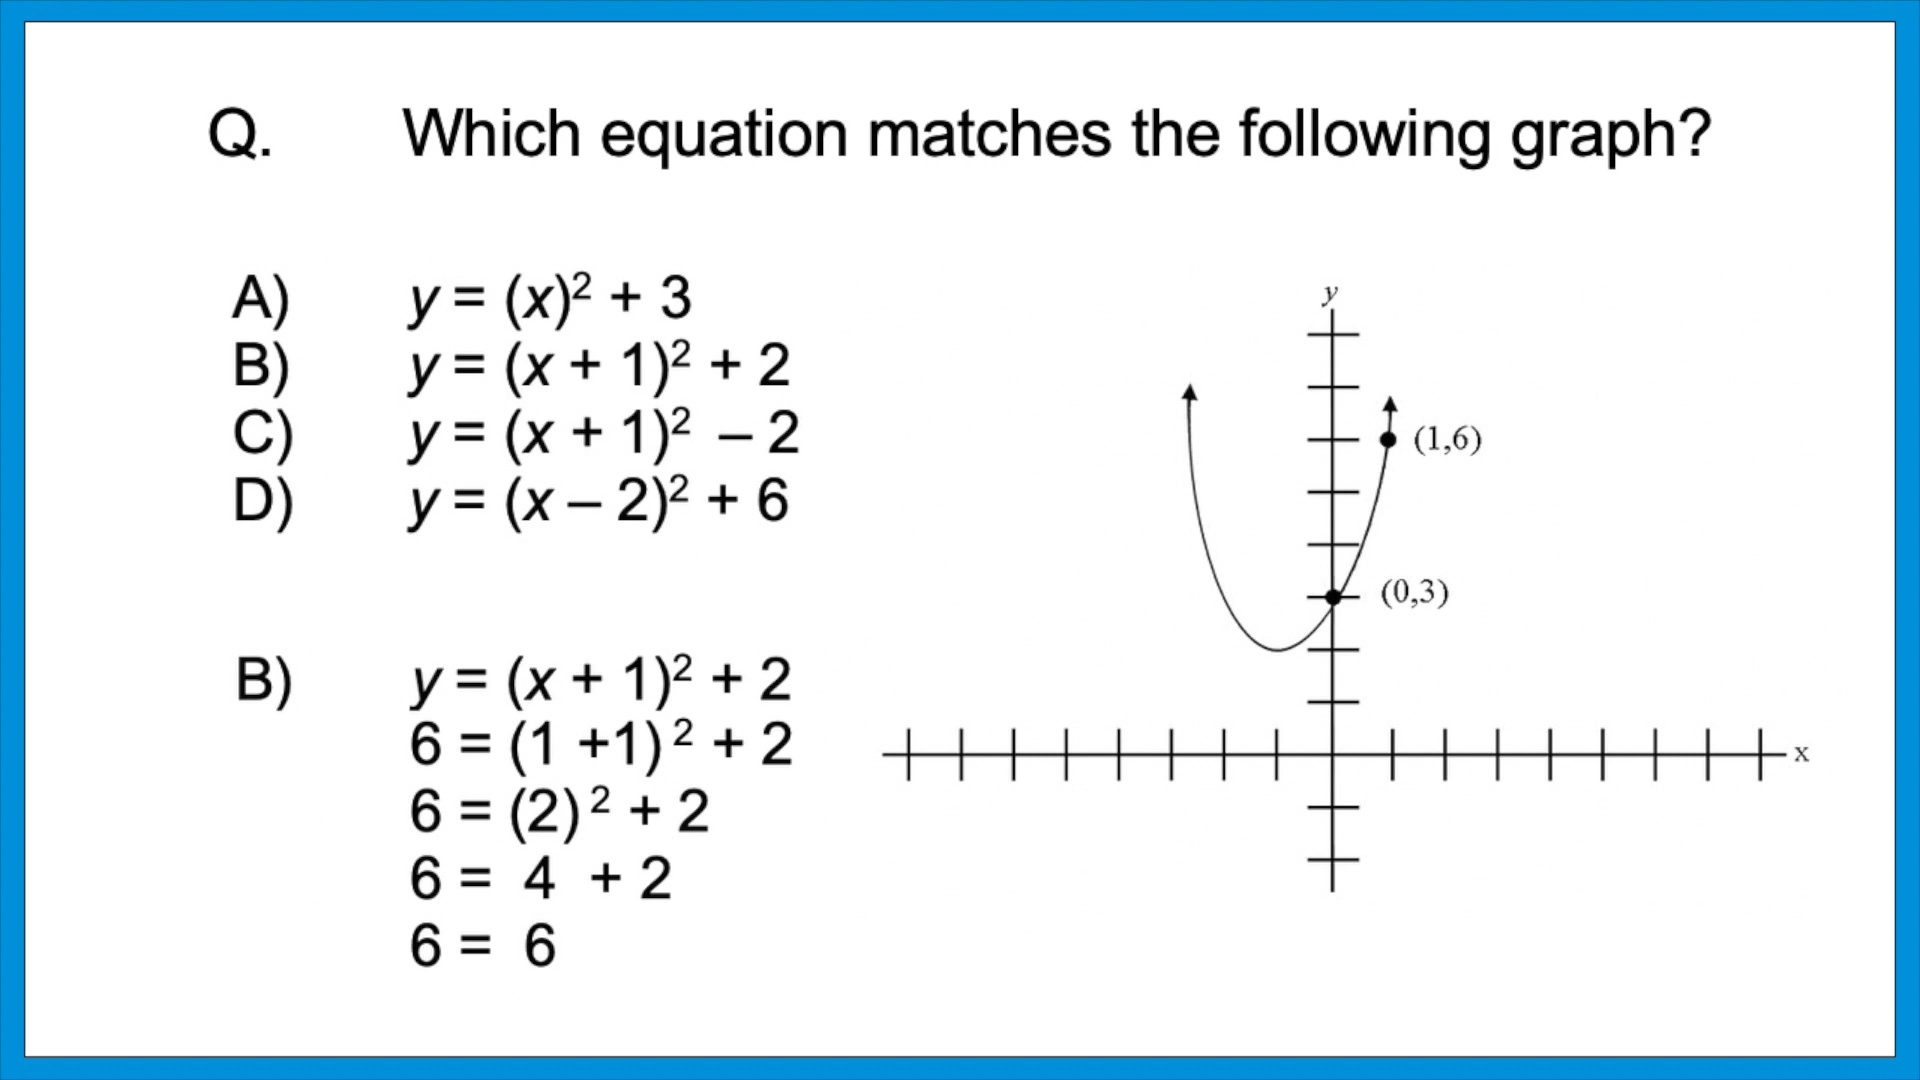 Q. Which equation matches the following graph?
A) y = (x)² + 3
B) y = (x + 1)² + 2
C) y = (x + 1)² – 2
D) y = (x – 2)² + 6
B) y = (x + 1)² + 2
6 = (1 +1)² + 2
6 = (2)² + 2
6 = 4 + 2
6 = 6
y
(1,6)
(0,3)
x